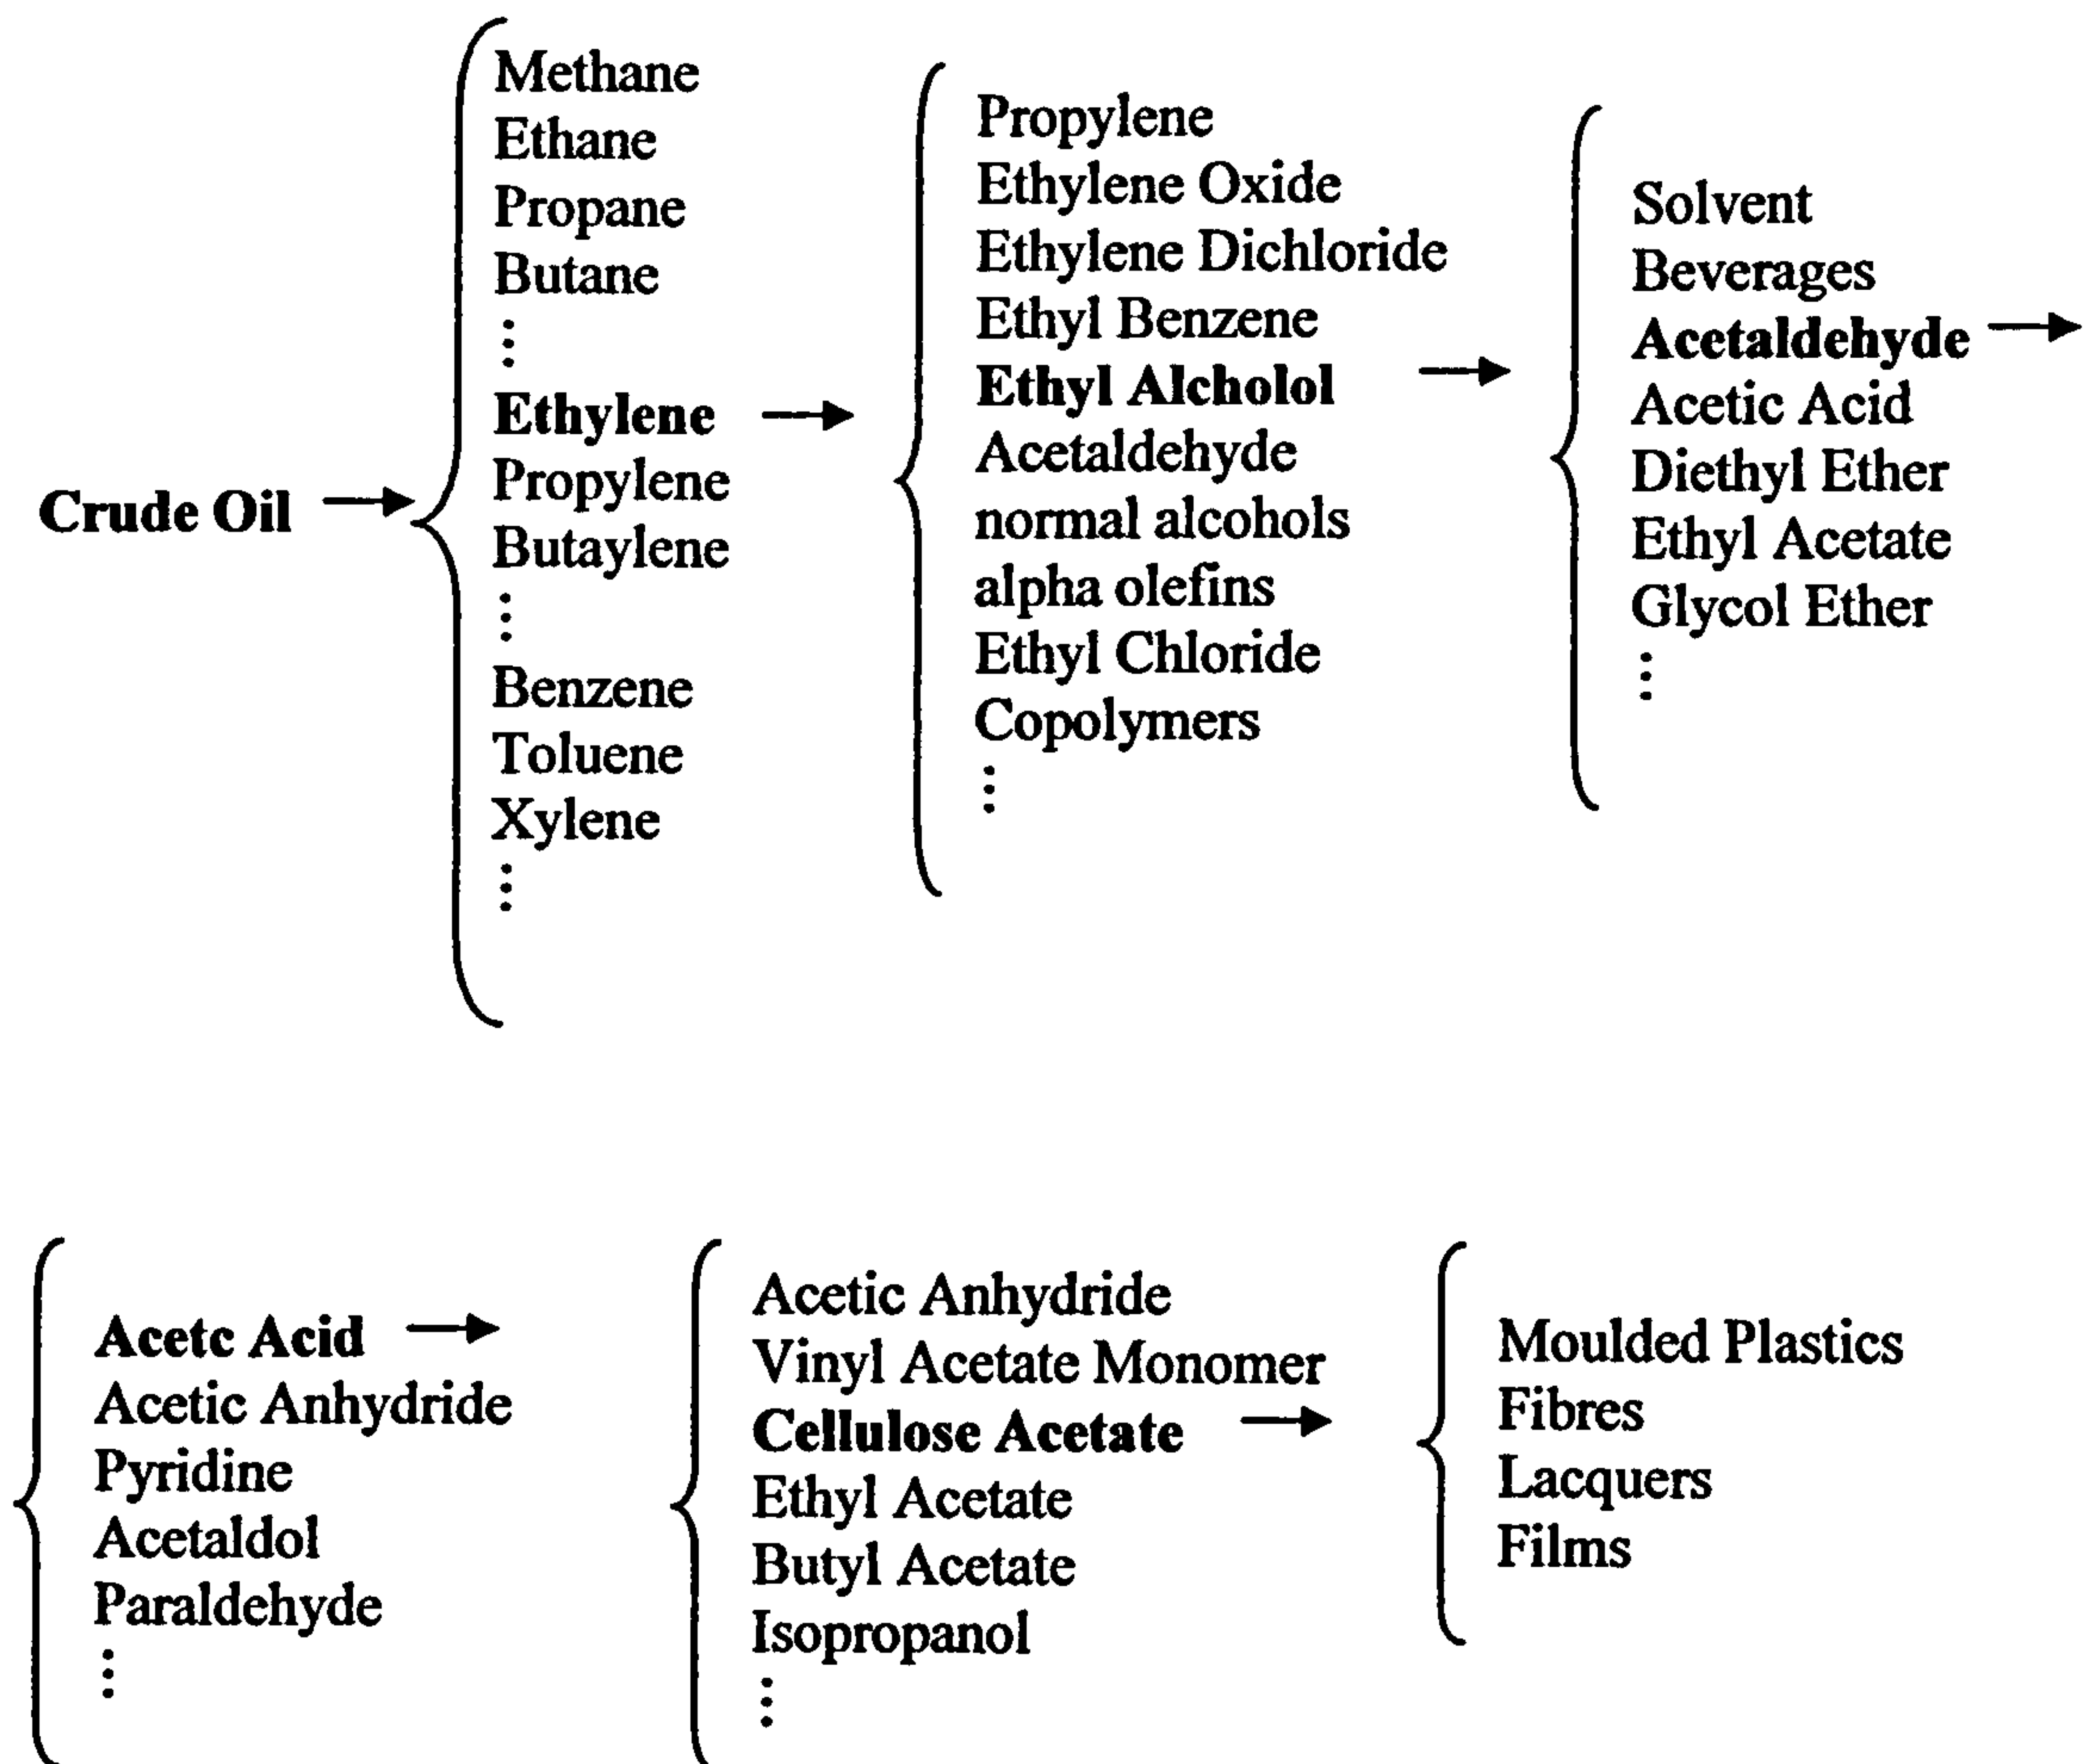 Methane
Ethane
Propane
Butane
⋮
Ethylene
Propylene
Butaylene
⋮
Benzene
Toluene
Xylene
⋮
Crude Oil
Propylene
Ethylene Oxide
Ethylene Dichloride
Ethyl Benzene
Ethyl Alcholol
Acetaldehyde
normal alcohols
alpha olefins
Ethyl Chloride
Copolymers
⋮
Solvent
Beverages
Acetaldehyde
Acetic Acid
Diethyl Ether
Ethyl Acetate
Glycol Ether
⋮
Acetc Acid
Acetic Anhydride
Pyridine
Acetaldol
Paraldehyde
⋮
Acetic Anhydride
Vinyl Acetate Monomer
Cellulose Acetate
Ethyl Acetate
Butyl Acetate
Isopropanol
⋮
Moulded Plastics
Fibres
Lacquers
Films